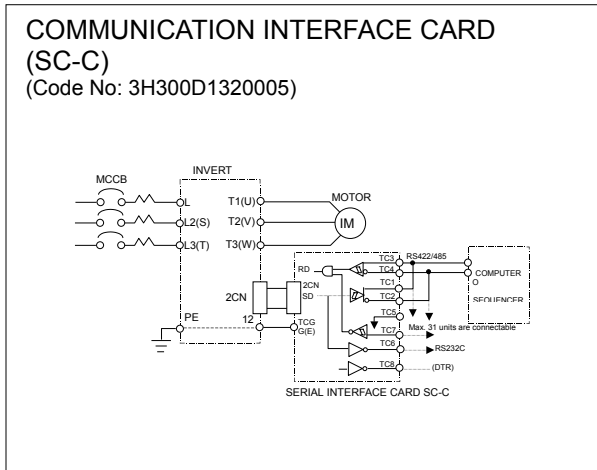 COMMUNICATION INTERFACE CARD
(SC-C)
(Code No: 3H300D1320005)
INVERT
MCCB
L T1(U) MOTOR
L2(S) T2(V) IM
L3(T) T3(W)
TC3 RS422/485
RD TC4
COMPUTER
O
SEQUENCER
2CN 2CN TC1
SD
TC2
PE 12 TCG
G(E)
TC5
Max. 31 units are connectable
TC7
TC6 RS232C
TC8 (DTR)
SERIAL INTERFACE CARD SC-C